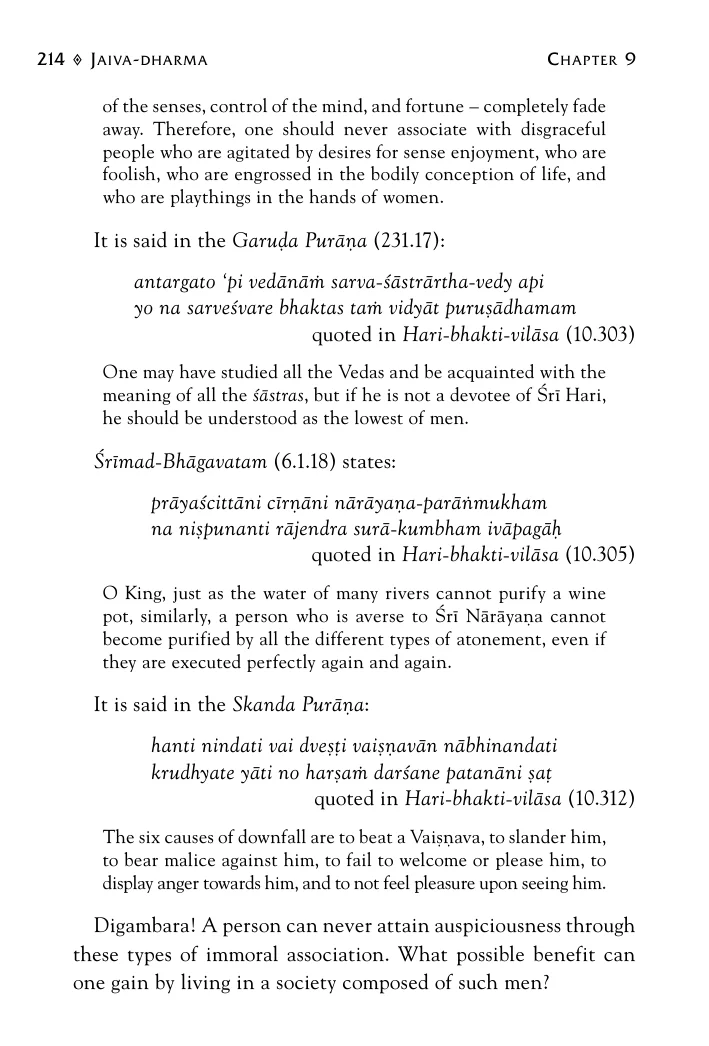 214 ◊ Jaiva-dharma Chapter 9
of the senses, control of the mind, and fortune – completely fade
away. Therefore, one should never associate with disgraceful
people who are agitated by desires for sense enjoyment, who are
foolish, who are engrossed in the bodily conception of life, and
who are playthings in the hands of women.
It is said in the Garuḍa Purāṇa (231.17):
antargato ‘pi vedānāṁ sarva-śāstrārtha-vedy api
yo na sarveśvare bhaktas taṁ vidyāt puruṣādhamam
quoted in Hari-bhakti-vilāsa (10.303)
One may have studied all the Vedas and be acquainted with the
meaning of all the śāstras, but if he is not a devotee of Śrī Hari,
he should be understood as the lowest of men.
Śrīmad-Bhāgavatam (6.1.18) states:
prāyaścittāni cīrṇāni nārāyaṇa-parāṅmukham
na niṣpunanti rājendra surā-kumbham ivāpagāḥ
quoted in Hari-bhakti-vilāsa (10.305)
O King, just as the water of many rivers cannot purify a wine
pot, similarly, a person who is averse to Śrī Nārāyaṇa cannot
become purified by all the different types of atonement, even if
they are executed perfectly again and again.
It is said in the Skanda Purāṇa:
hanti nindati vai dveṣṭi vaiṣṇavān nābhinandati
krudhyate yāti no harṣaṁ darśane patanāni ṣaṭ
quoted in Hari-bhakti-vilāsa (10.312)
The six causes of downfall are to beat a Vaiṣṇava, to slander him,
to bear malice against him, to fail to welcome or please him, to
display anger towards him, and to not feel pleasure upon seeing him.
Digambara! A person can never attain auspiciousness through
these types of immoral association. What possible benefit can
one gain by living in a society composed of such men?